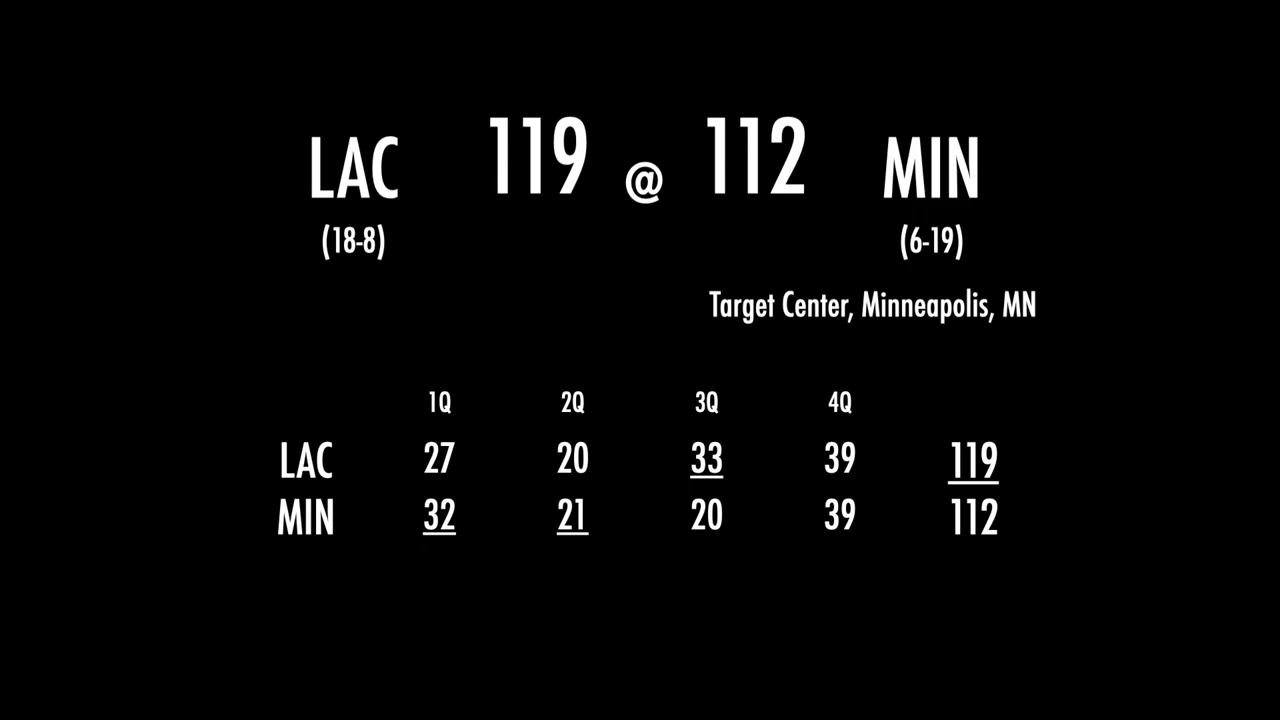 LAC 119 @ 112 MIN
(18-8) (6-19)
Target Center, Minneapolis, MN
1Q 2Q 3Q 4Q
LAC 27 20 33 39 119
MIN 32 21 20 39 112